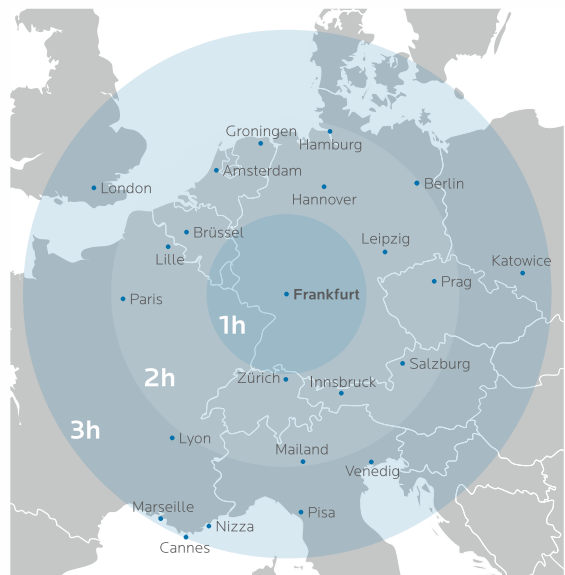 Groningen
Hamburg
Amsterdam
London
Berlin
Hannover
Brüssel
Leipzig
Lille
Katowice
Prag
Frankfurt
Paris
1h
Salzburg
2h
Zürich
Innsbruck
3h
Lyon
Mailand
Venedig
Marseille
Pisa
Nizza
Cannes